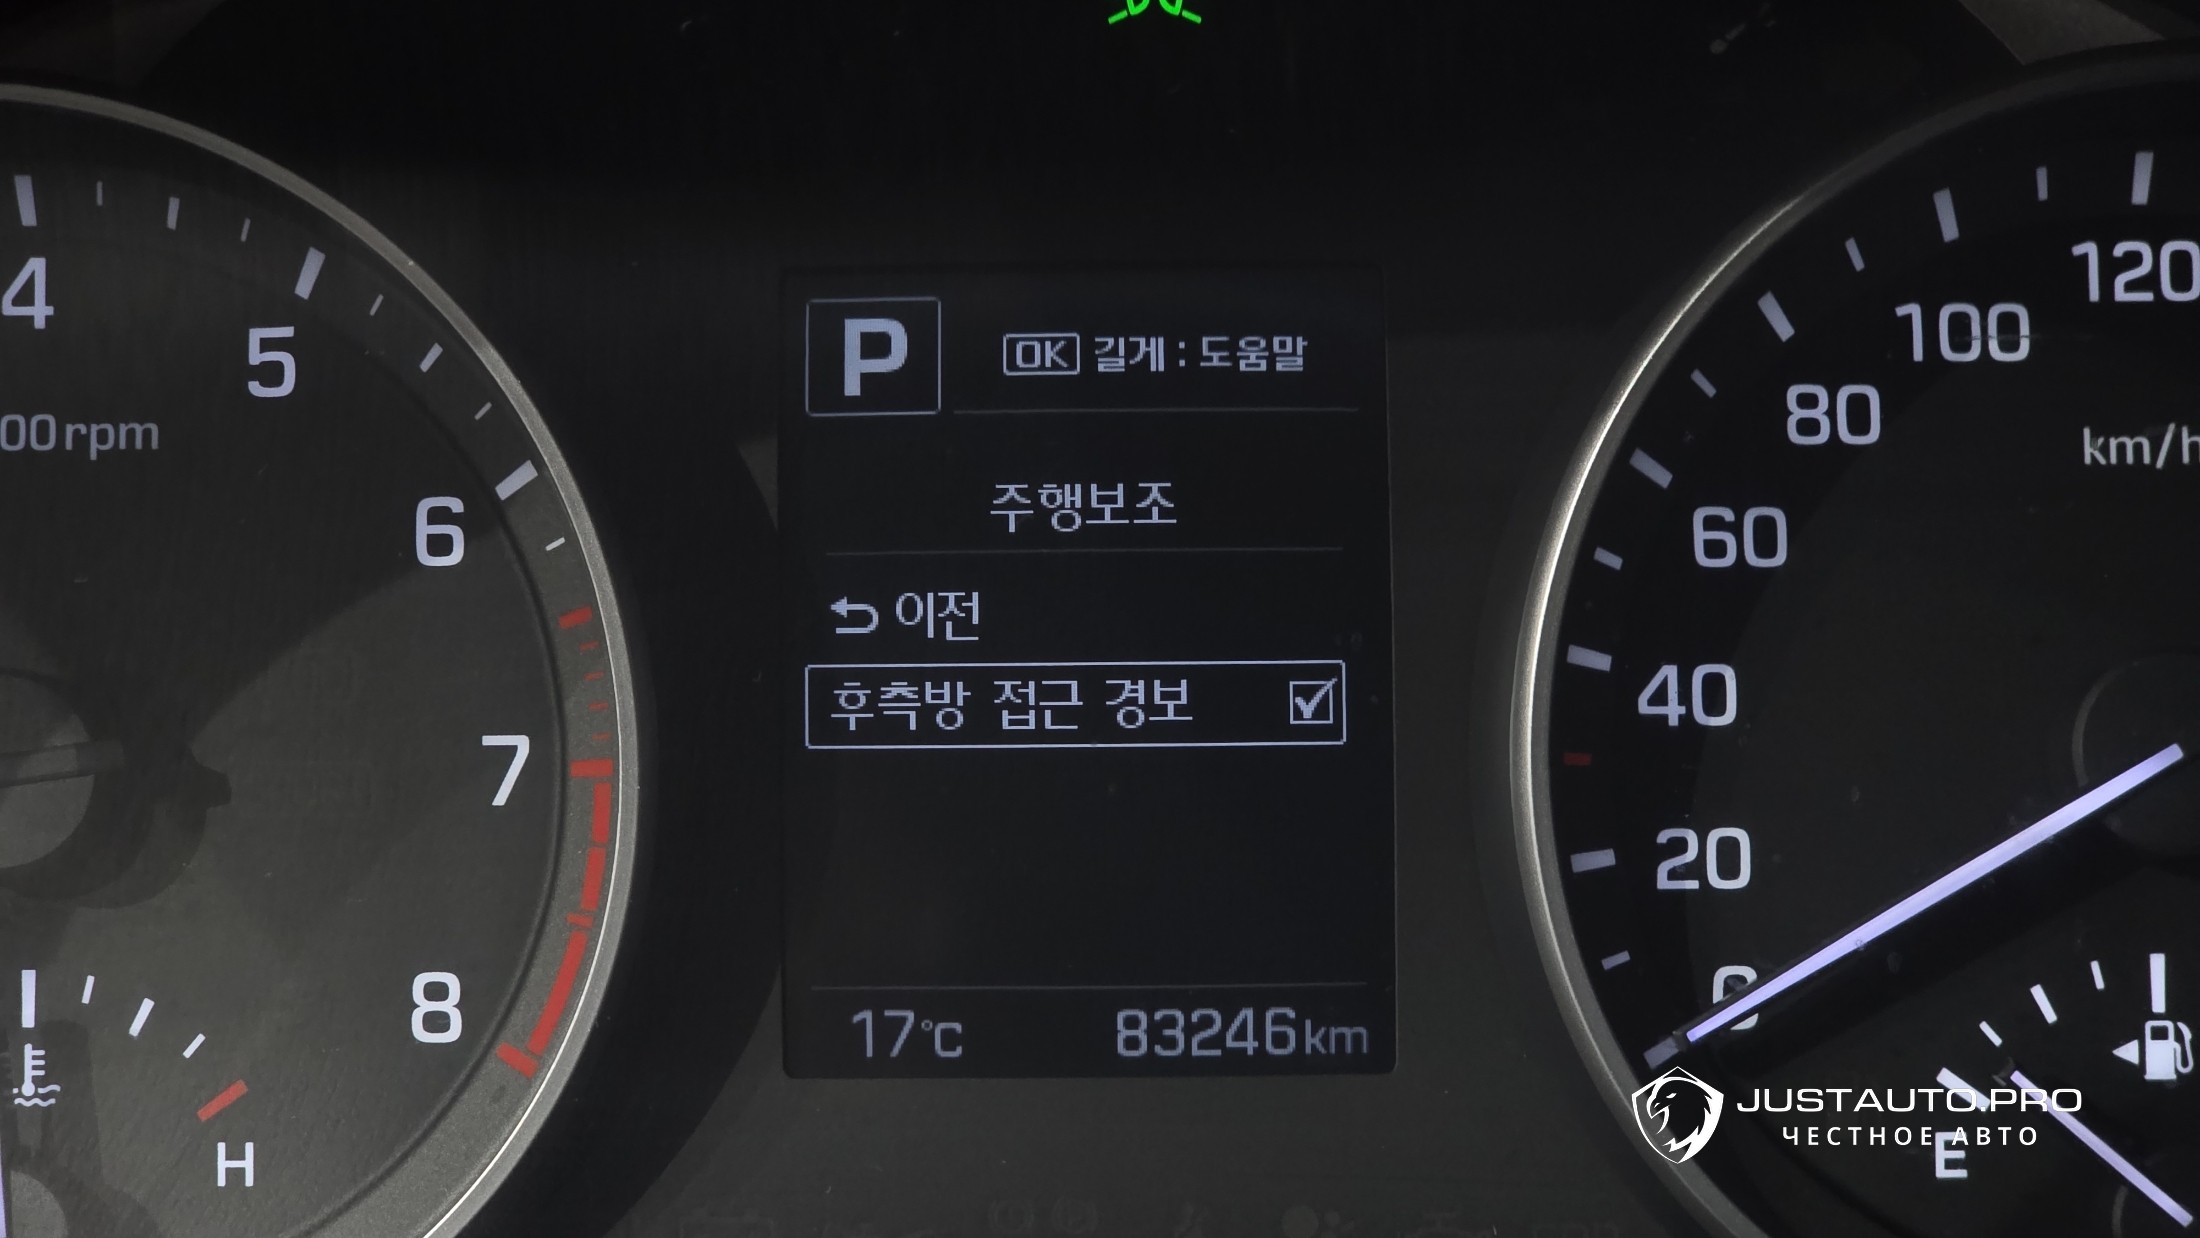 4
5
00rpm
6
7
8
H
P
OK 길게 : 도움말
주행보조
이전
후측방 접근 경보
17°C 83246km
120
100
80
km/h
60
40
20
0
E
JUSTAUTO.PRO
ЧЕСТНОЕ АВТО